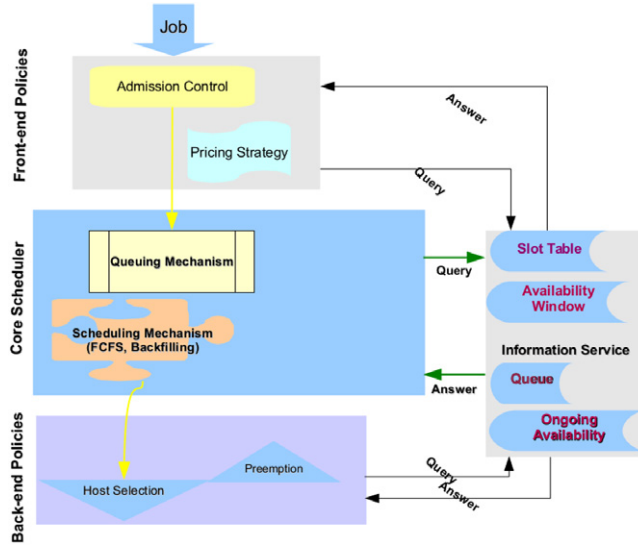 Job
Front-end Policies
Admission Control
Pricing Strategy
Answer
Query
Core Scheduler
Queuing Mechanism
Scheduling Mechanism
(FCFS, Backfilling)
Query
Answer
Slot Table
Availability
Window
Information Service
Queue
Ongoing
Availability
Back-end Policies
Host Selection
Preemption
Query
Answer